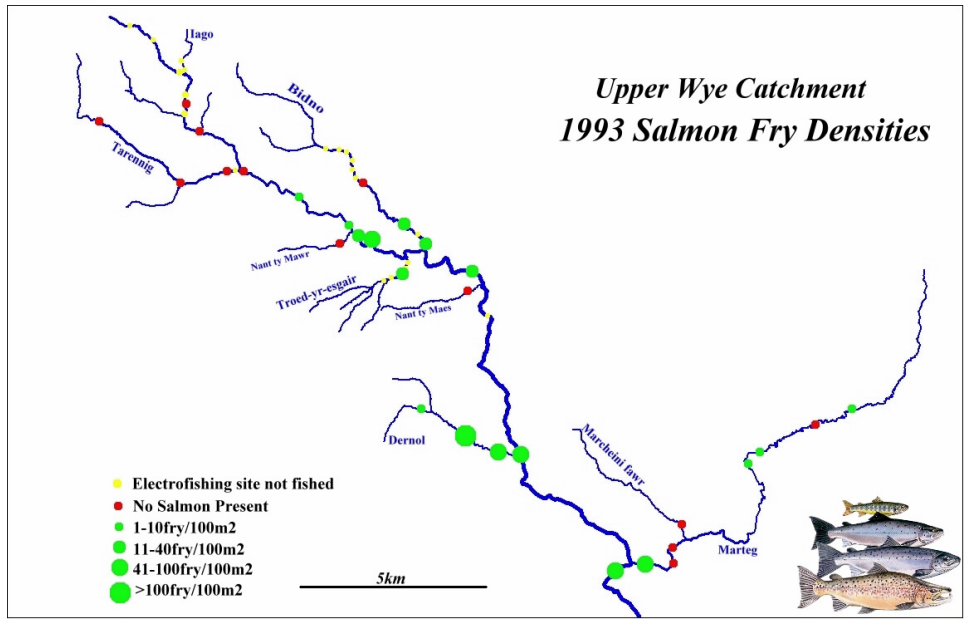 Iago
Upper Wye Catchment
1993 Salmon Fry Densities
Bidno
Tarennig
Nant ty Mawr
Troed-yr-esgair
Nant ty Maes
Dernol
Marcheini fawr
Marteg
Electrofishing site not fished
No Salmon Present
1-10fry/100m2
11-40fry/100m2
41-100fry/100m2
>100fry/100m2
5km